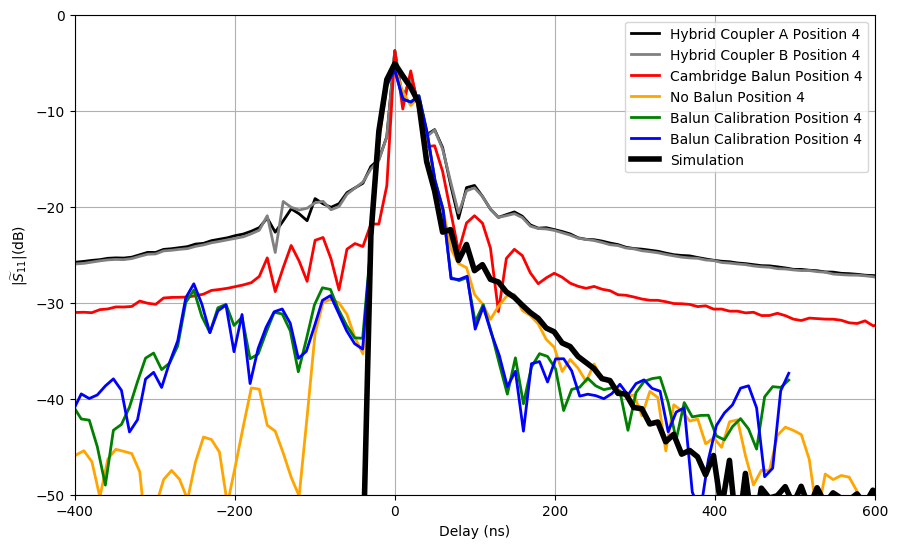 0
−10
−20
−30
−40
−50
|S̃₁₁|(dB)
−400
−200
0
200
400
600
Delay (ns)
Hybrid Coupler A Position 4
Hybrid Coupler B Position 4
Cambridge Balun Position 4
No Balun Position 4
Balun Calibration Position 4
Balun Calibration Position 4
Simulation